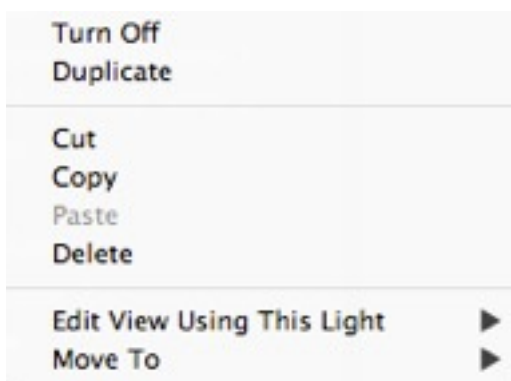 Turn Off
Duplicate
Cut
Copy
Paste
Delete
Edit View Using This Light
Move To